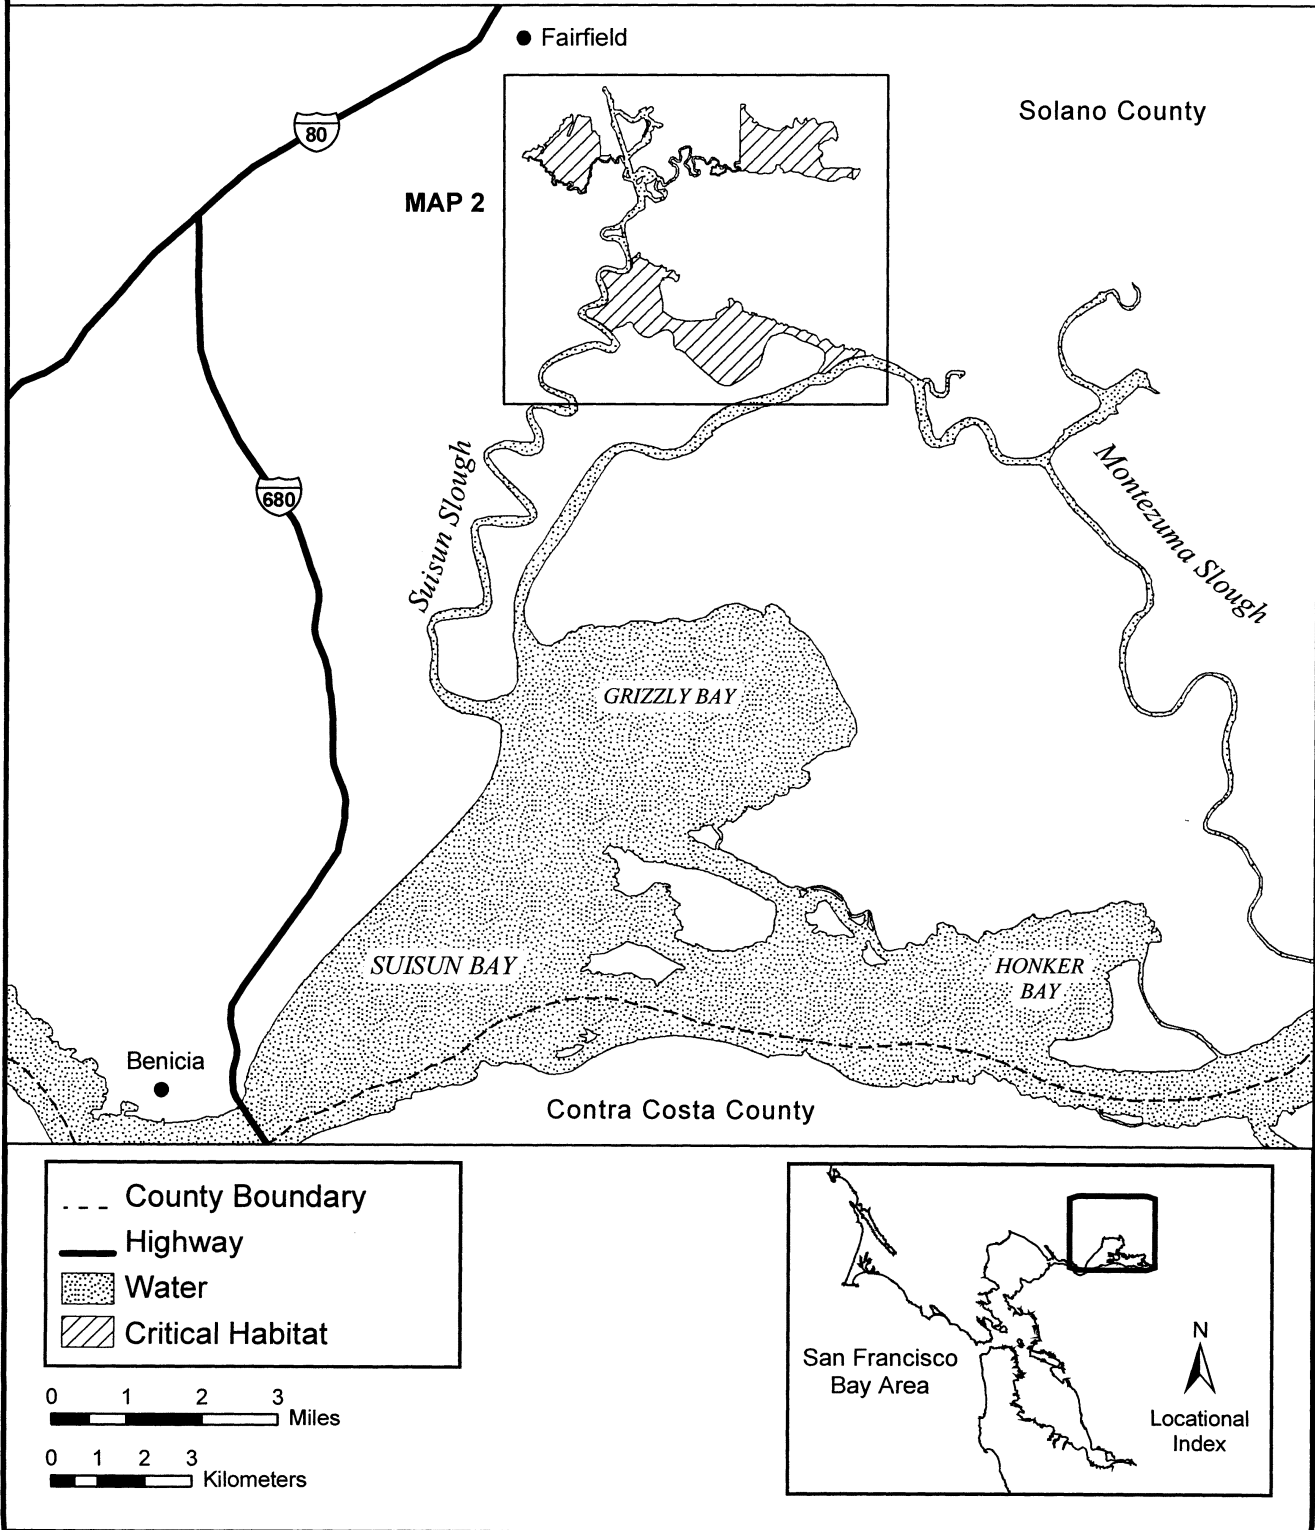 Fairfield
Solano County
80
MAP 2
680
Suisun Slough
Montezuma Slough
GRIZZLY BAY
SUISUN BAY
HONKER
BAY
Benicia
Contra Costa County
County Boundary
Highway
Water
Critical Habitat
0 1 2 3
Miles
0 1 2 3
Kilometers
San Francisco
Bay Area
N
Locational
Index